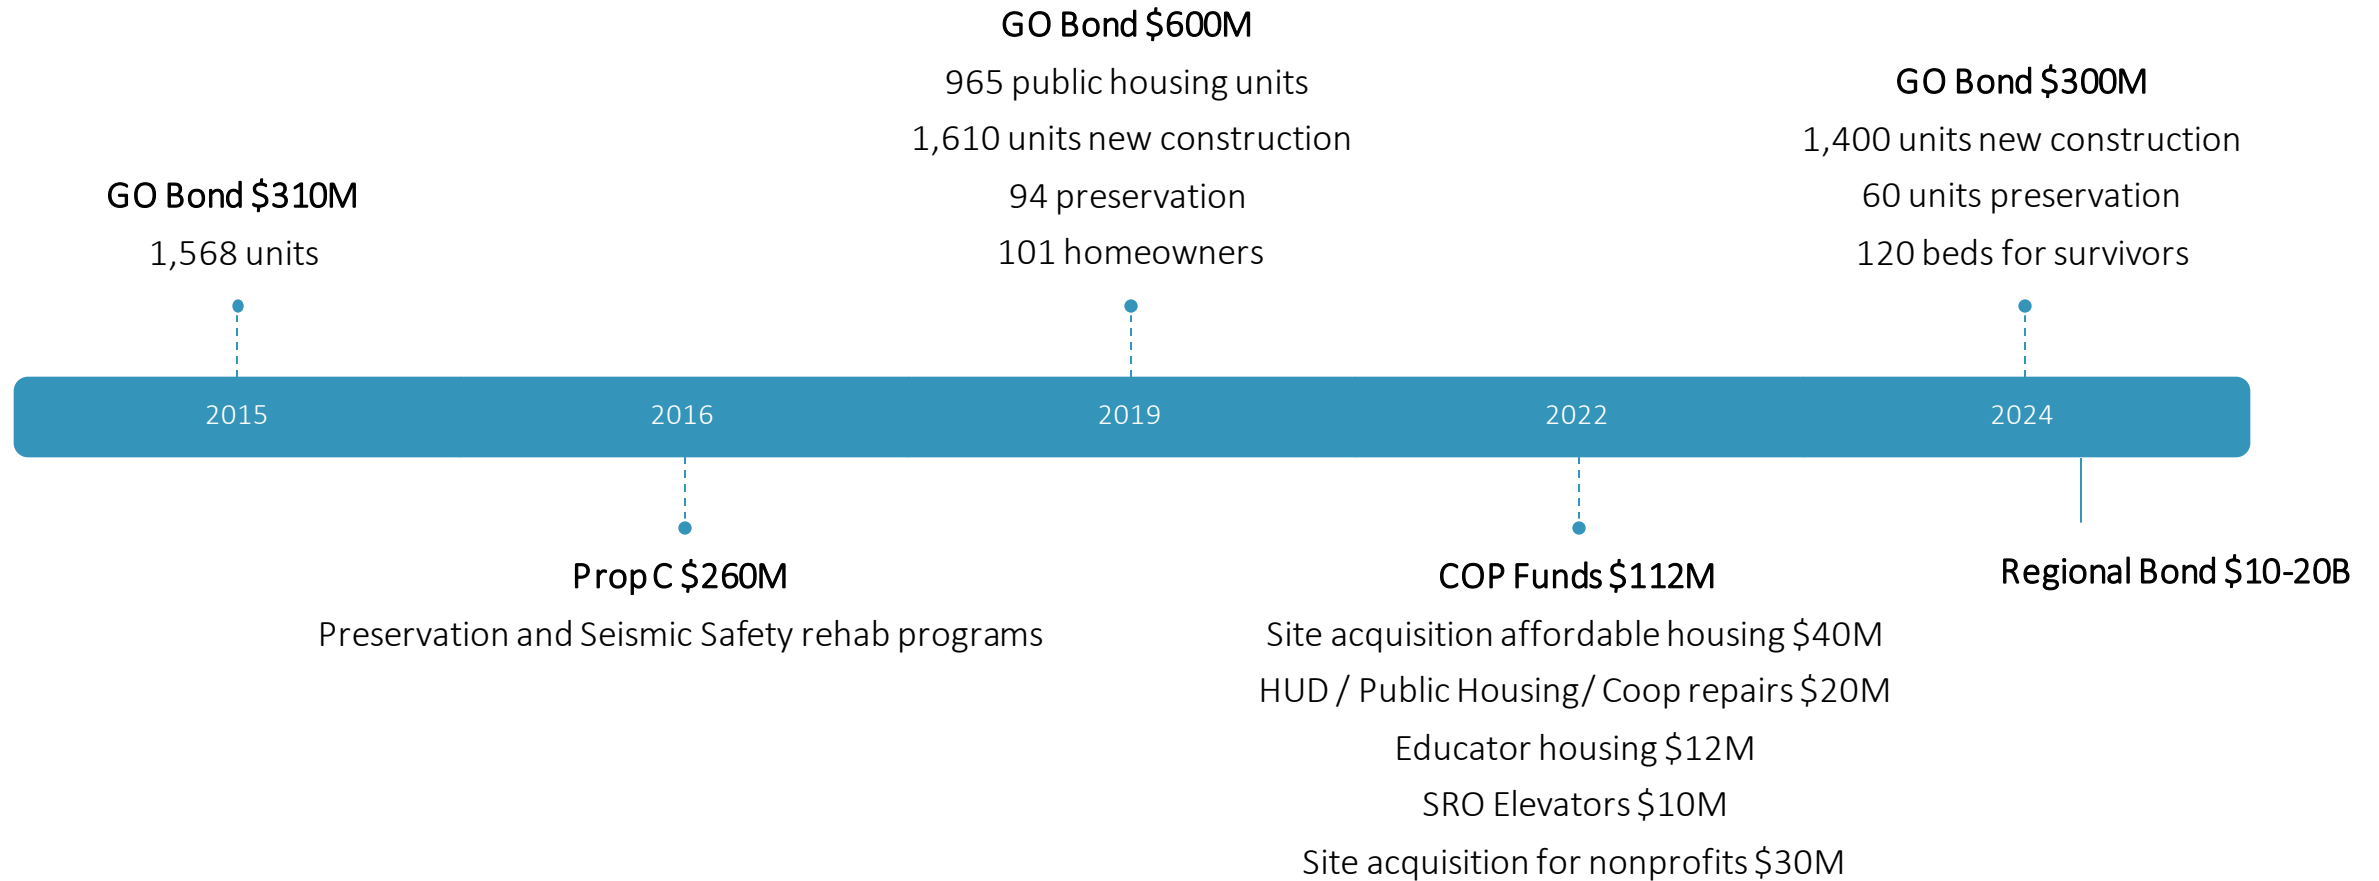 GO Bond $310M
1,568 units
GO Bond $600M
965 public housing units
1,610 units new construction
94 preservation
101 homeowners
GO Bond $300M
1,400 units new construction
60 units preservation
120 beds for survivors
2015
2016
2019
2022
2024
Prop C $260M
Preservation and Seismic Safety rehab programs
COP Funds $112M
Site acquisition affordable housing $40M
HUD / Public Housing/ Coop repairs $20M
Educator housing $12M
SRO Elevators $10M
Site acquisition for nonprofits $30M
Regional Bond $10-20B